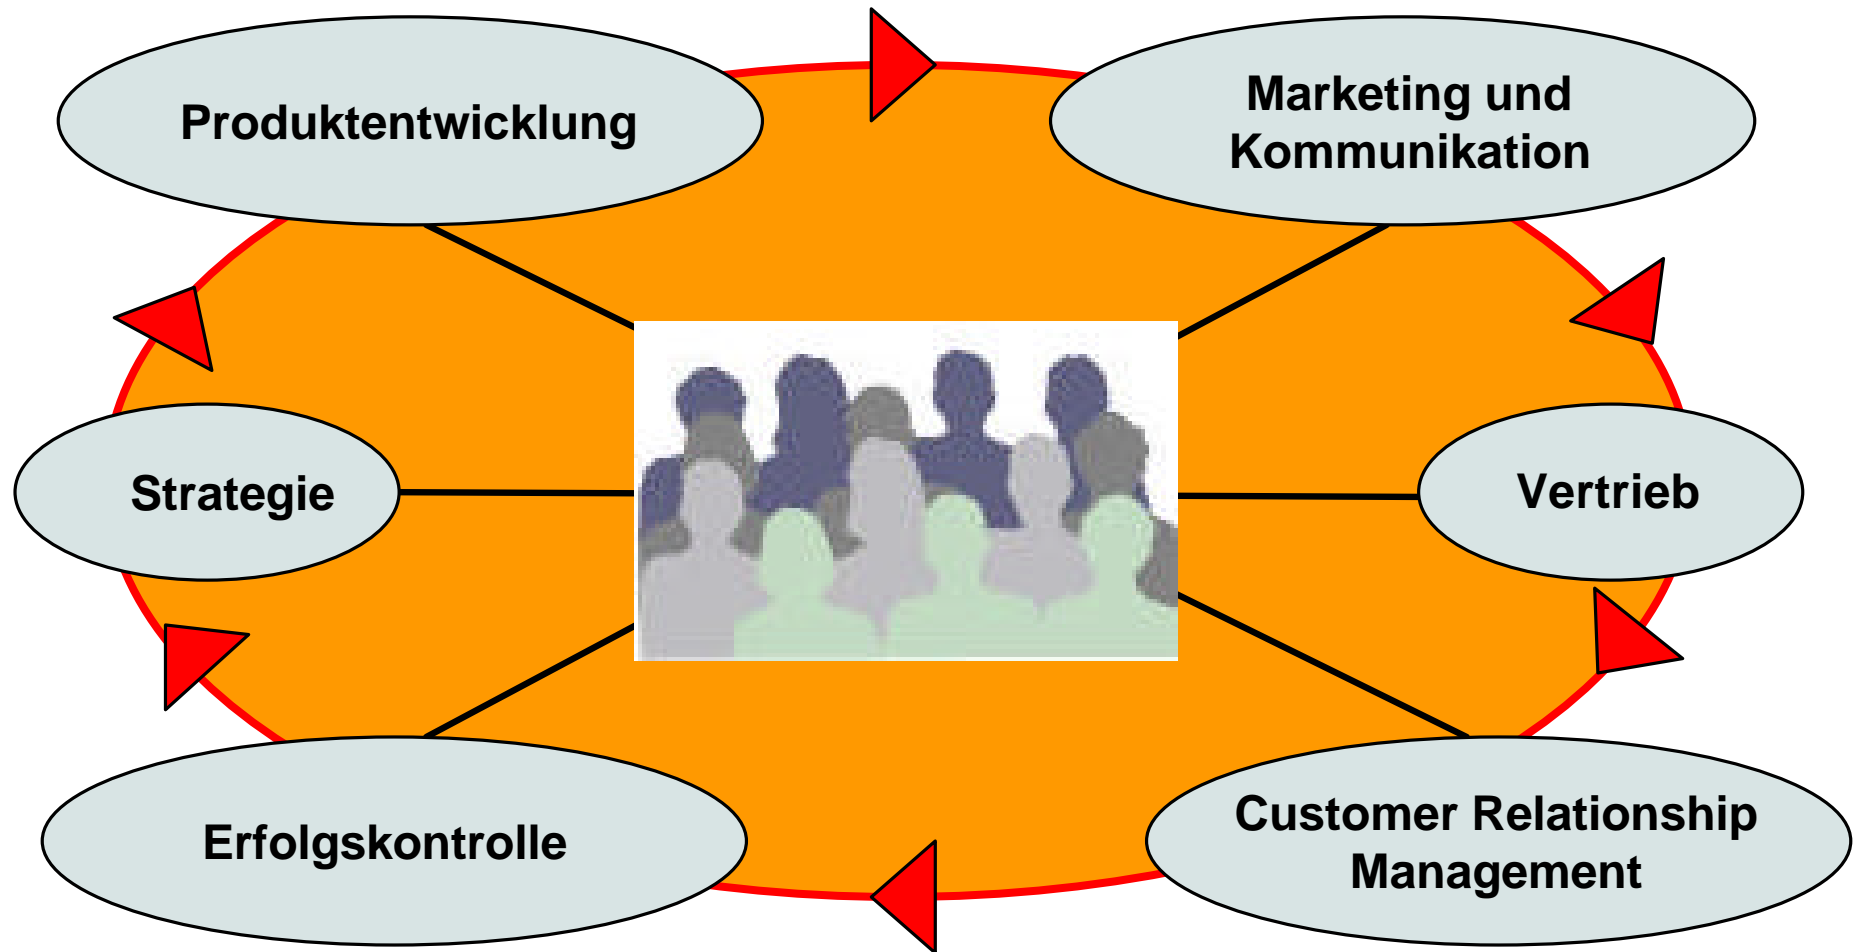 Produktentwicklung
Marketing und
Kommunikation
Strategie
Vertrieb
Erfolgskontrolle
Customer Relationship
Management